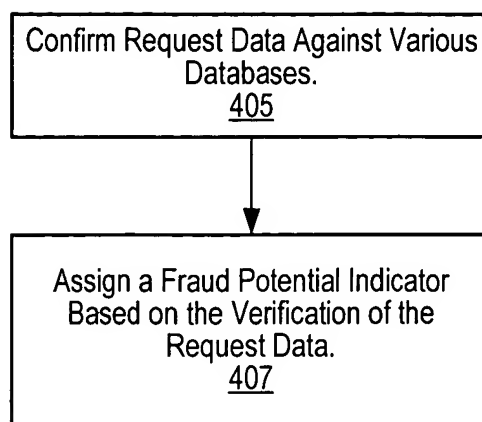 Confirm Request Data Against Various
Databases.
405
Assign a Fraud Potential Indicator
Based on the Verification of the
Request Data.
407